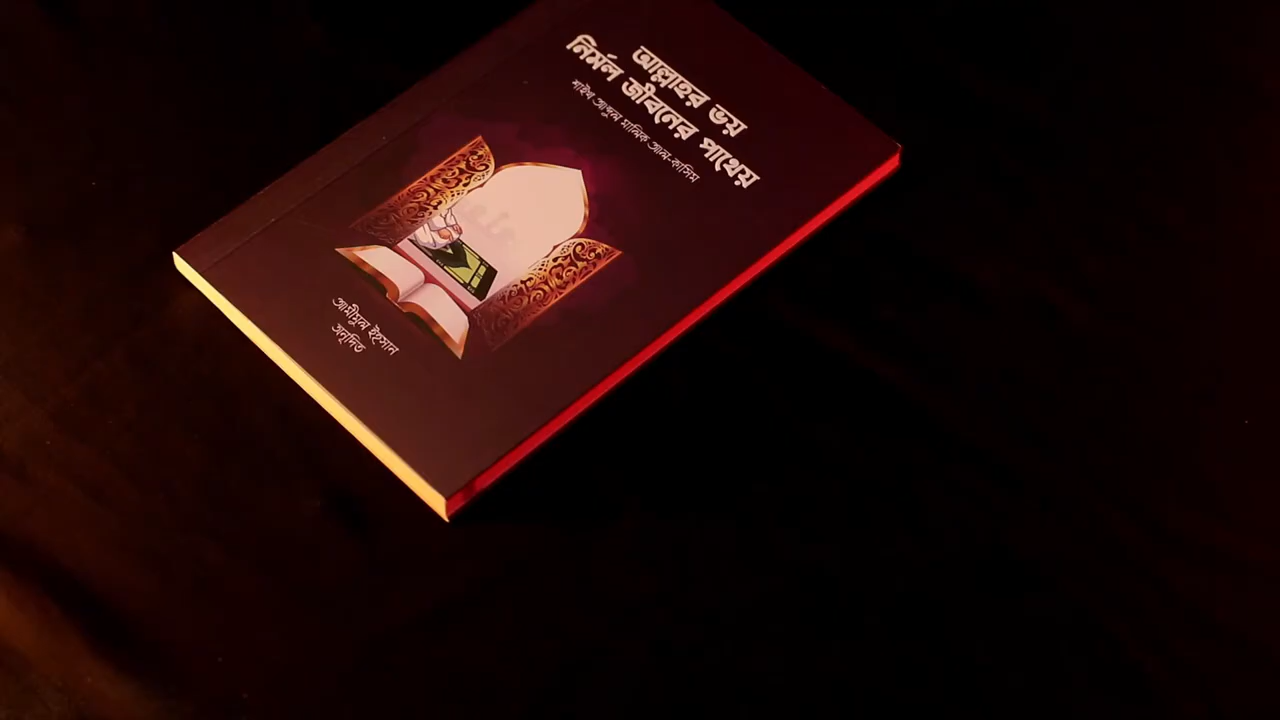 আল্লাহর ভয়
নির্মল জীবনের পাথেয়
শাইখ আব্দুল মালিক আল-কাসিম
আমীমুল ইহসান
অনূদিত